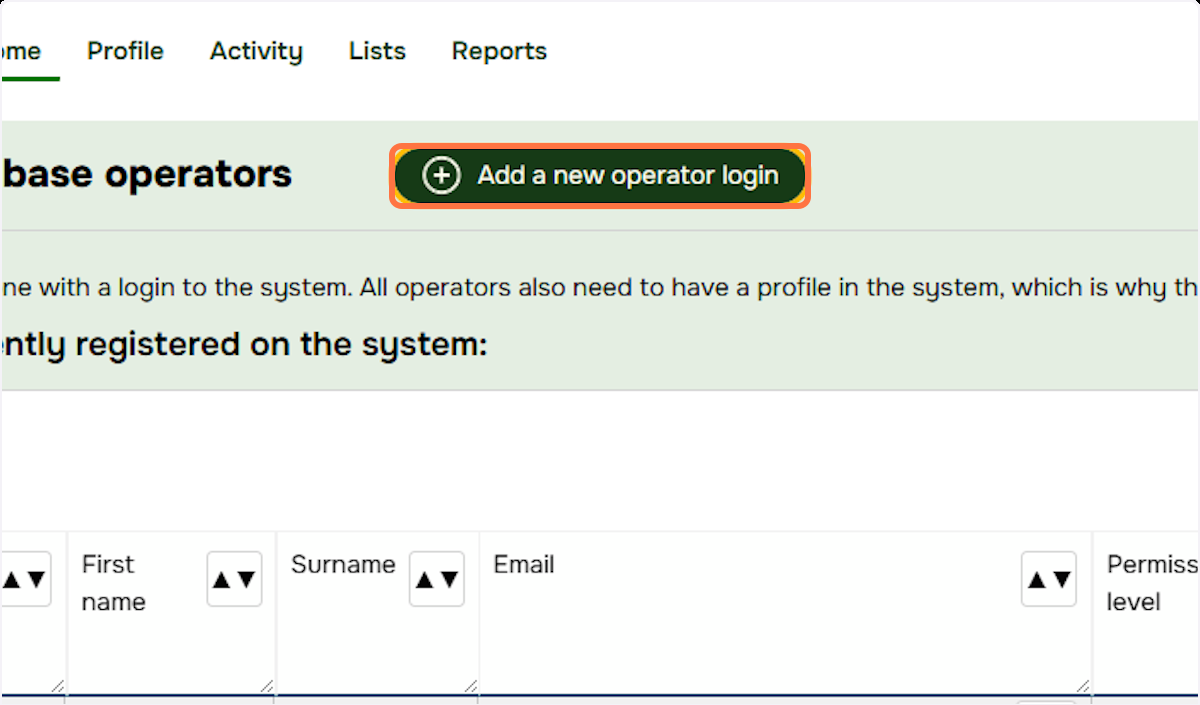 ome Profile Activity Lists Reports
base operators
Add a new operator login
ne with a login to the system. All operators also need to have a profile in the system, which is why th
ently registered on the system:
▲▼ First name ▲▼ Surname ▲▼ Email ▲▼ Permiss level